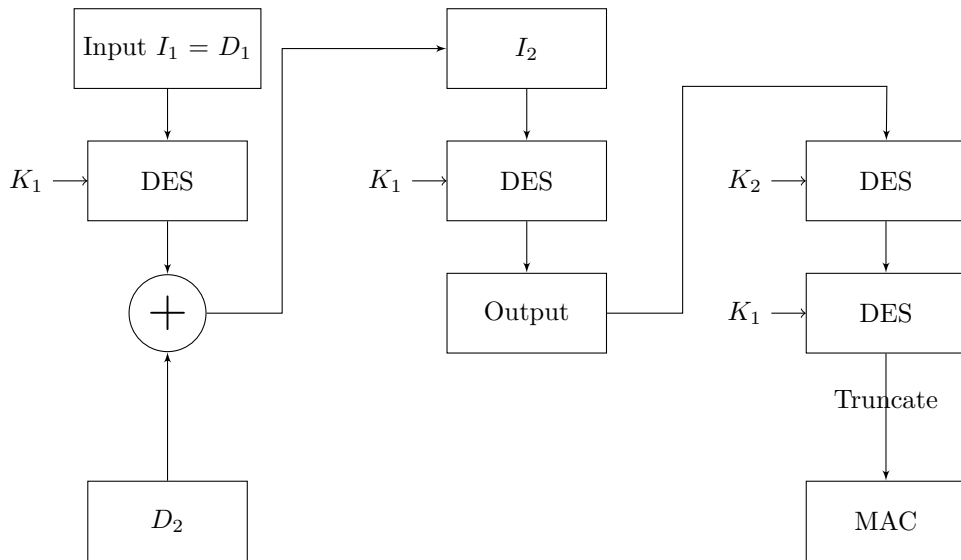 Input I₁ = D₁
I₂
K₁
DES
K₁
DES
K₂
DES
+
Output
K₁
DES
Truncate
D₂
MAC